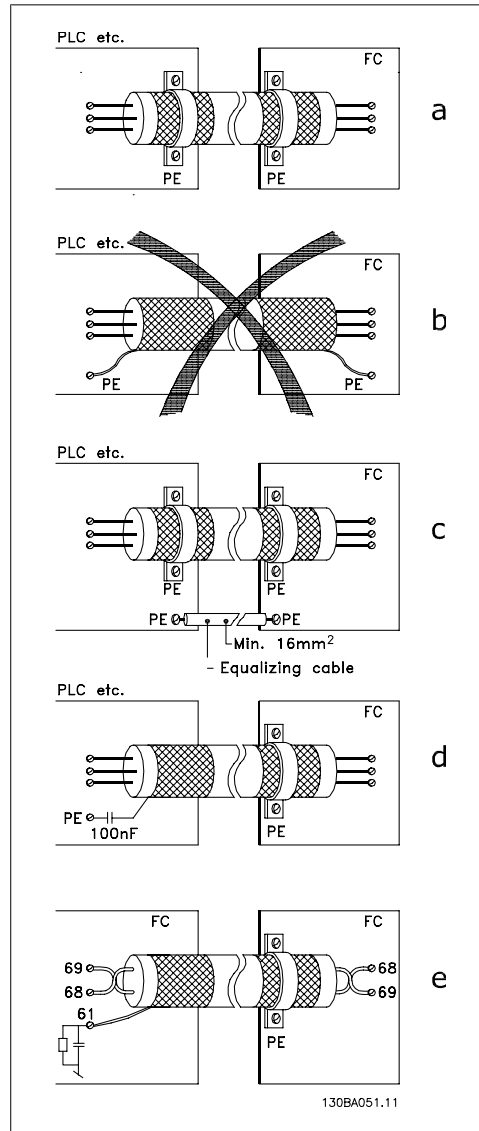 PLC etc.
FC
a
PE
PE
PLC etc.
FC
b
PE
PE
PLC etc.
FC
c
PE
PE
PE
PE
Min. 16mm²
Equalizing cable
PLC etc.
FC
d
PE
100nF
PE
FC
FC
69
68
68
69
e
61
PE
130BA051.11